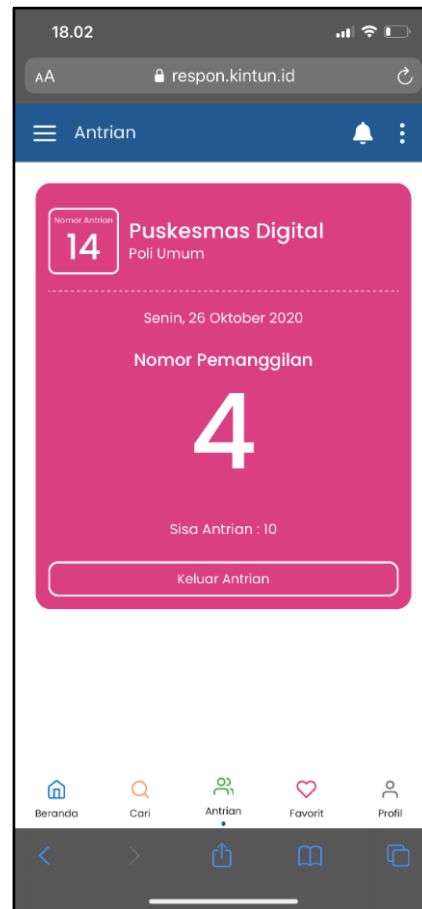 18.02
AA respon.kintun.id
Antrian
Nomor Antrian
14
Puskesmas Digital
Poli Umum
Senin, 26 Oktober 2020
Nomor Pemanggilan
4
Sisa Antrian : 10
Keluar Antrian
Beranda Cari Antrian Favorit Profil